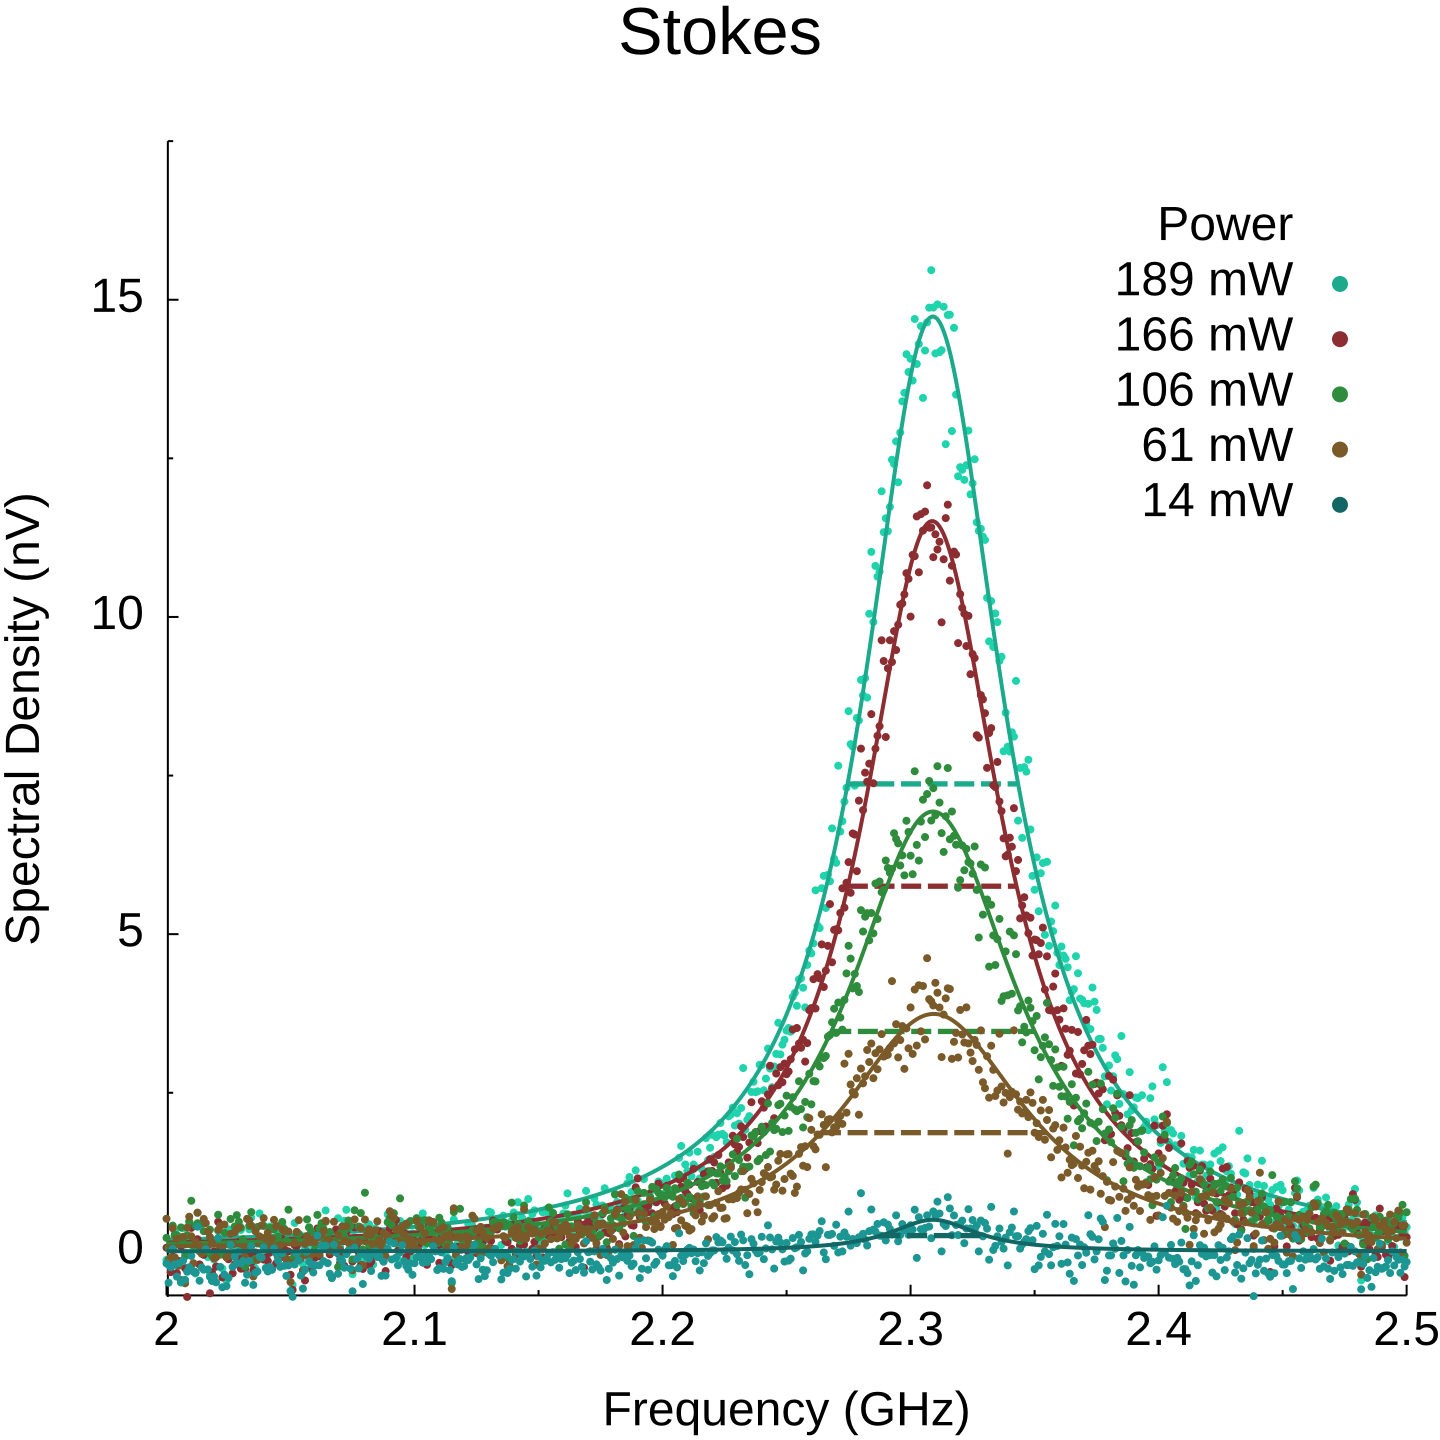 Stokes
Power
189 mW
166 mW
106 mW
61 mW
14 mW
15
10
5
0
Spectral Density (nV)
2 2.1 2.2 2.3 2.4 2.5
Frequency (GHz)